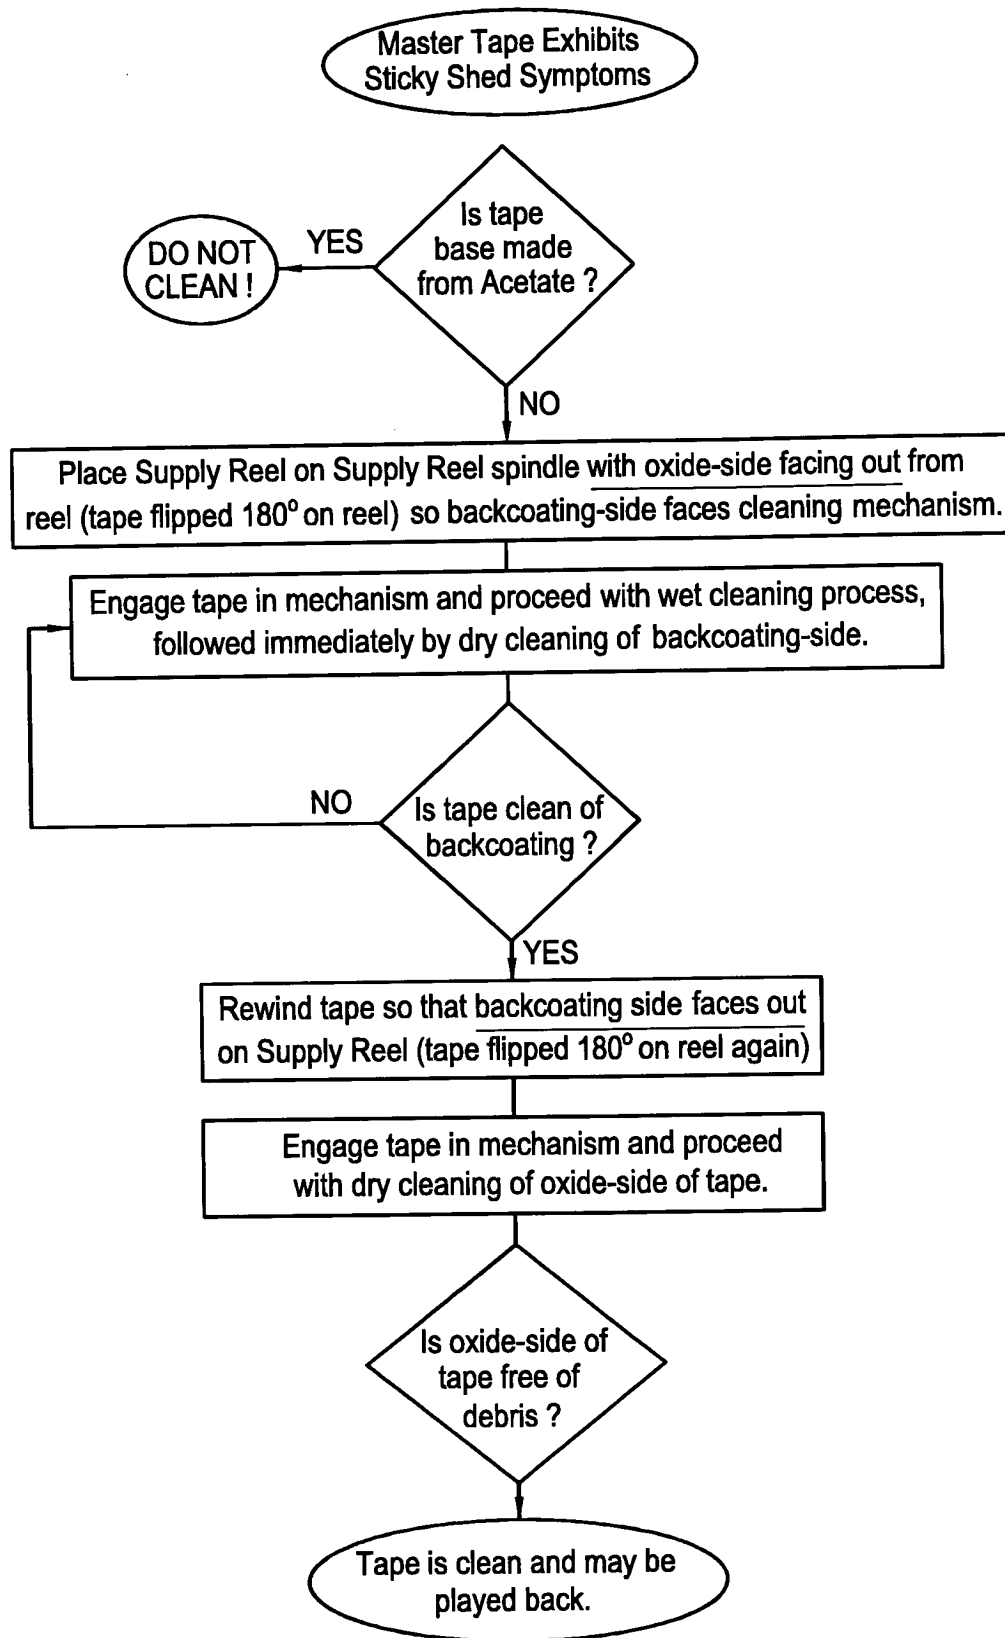 Master Tape Exhibits
Sticky Shed Symptoms
Is tape
base made
from Acetate ?
YES
DO NOT
CLEAN !
NO
Place Supply Reel on Supply Reel spindle with oxide-side facing out from
reel (tape flipped 180° on reel) so backcoating-side faces cleaning mechanism.
Engage tape in mechanism and proceed with wet cleaning process,
followed immediately by dry cleaning of backcoating-side.
NO
Is tape clean of
backcoating ?
YES
Rewind tape so that backcoating side faces out
on Supply Reel (tape flipped 180° on reel again)
Engage tape in mechanism and proceed
with dry cleaning of oxide-side of tape.
Is oxide-side of
tape free of
debris ?
Tape is clean and may be
played back.